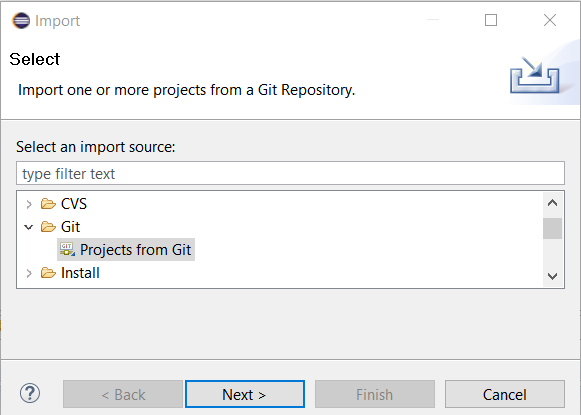 Import
Select
Import one or more projects from a Git Repository.
Select an import source:
type filter text
CVS
Git
GIT Projects from Git
Install
? < Back Next > Finish Cancel